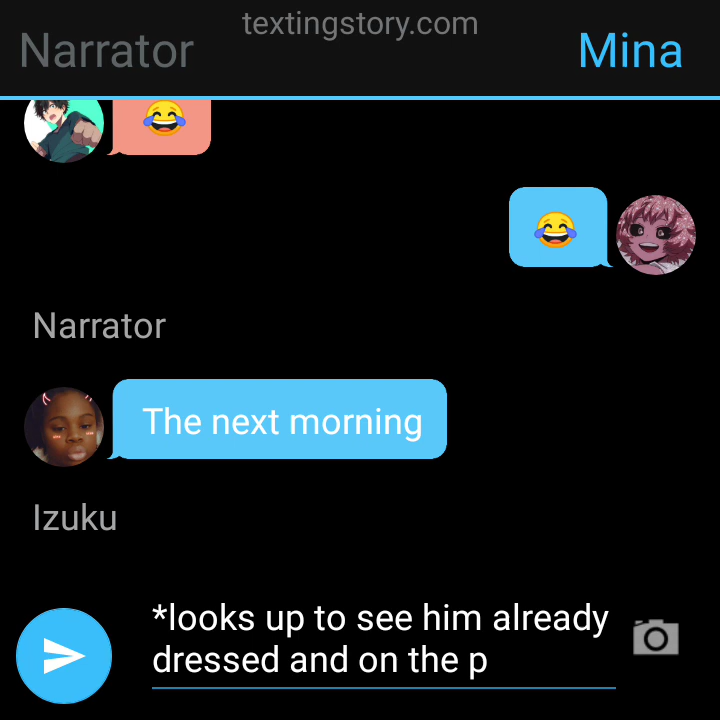 textingstory.com
Narrator
Mina
😂
😂
Narrator
The next morning
Izuku
*looks up to see him already
dressed and on the p